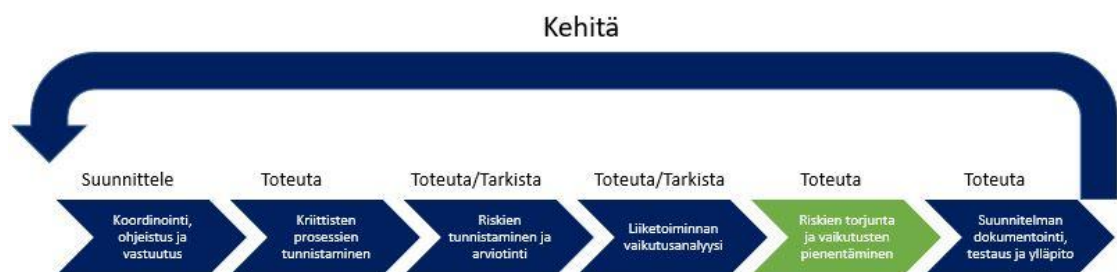 Kehitä
Suunnittele
Toteuta
Toteuta/Tarkista
Toteuta/Tarkista
Toteuta
Toteuta
Koordinointi,
ohjeistus ja
vastuutus
Kriittisten
prosessien
tunnistaminen
Riskien
tunnistaminen ja
arviotinti
Liiketoiminnan
vaikutusanalyysi
Riskien torjunta
ja vaikutusten
pienentäminen
Suunnitelman
dokumentointi,
testaus ja ylläpito